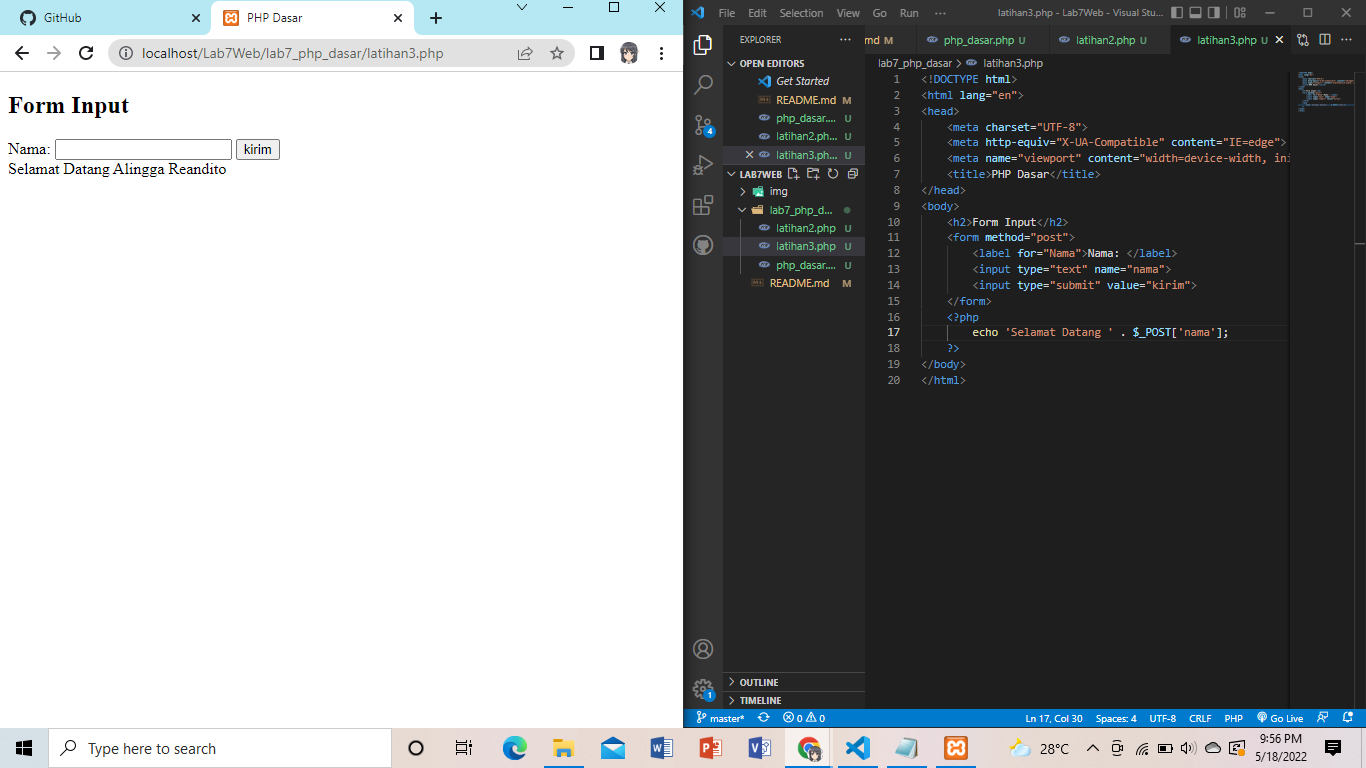 GitHub
PHP Dasar
localhost/Lab7Web/lab7_php_dasar/latihan3.php
Form Input
Nama: kirim
Selamat Datang Alingga Reandito
File Edit Selection View Go Run ··· latihan3.php - Lab7Web - Visual Stu...
EXPLORER ···
OPEN EDITORS
Get Started
README.md M
php_dasar.... U
latihan2.ph... U
latihan3.ph... U
LAB7WEB
img
lab7_php_d...
latihan2.php U
latihan3.php U
php_dasar.... U
README.md M
OUTLINE
TIMELINE
md M php_dasar.php U latihan2.php U latihan3.php U
lab7_php_dasar > latihan3.php
1 <!DOCTYPE html>
2 <html lang="en">
3 <head>
4 <meta charset="UTF-8">
5 <meta http-equiv="X-UA-Compatible" content="IE=edge">
6 <meta name="viewport" content="width=device-width, ini
7 <title>PHP Dasar</title>
8 </head>
9 <body>
10 <h2>Form Input</h2>
11 <form method="post">
12 <label for="Nama">Nama: </label>
13 <input type="text" name="nama">
14 <input type="submit" value="kirim">
15 </form>
16 <?php
17 echo 'Selamat Datang ' . $_POST['nama'];
18 ?>
19 </body>
20 </html>
4
1
master* 0 0 Ln 17, Col 30 Spaces: 4 UTF-8 CRLF PHP Go Live
Type here to search
28°C
9:56 PM
5/18/2022